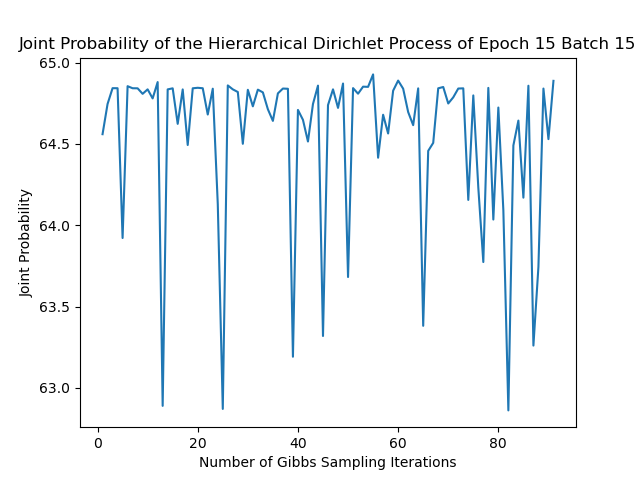 Joint Probability of the Hierarchical Dirichlet Process of Epoch 15 Batch 15
65.0
64.5
64.0
63.5
63.0
Joint Probability
0 20 40 60 80
Number of Gibbs Sampling Iterations